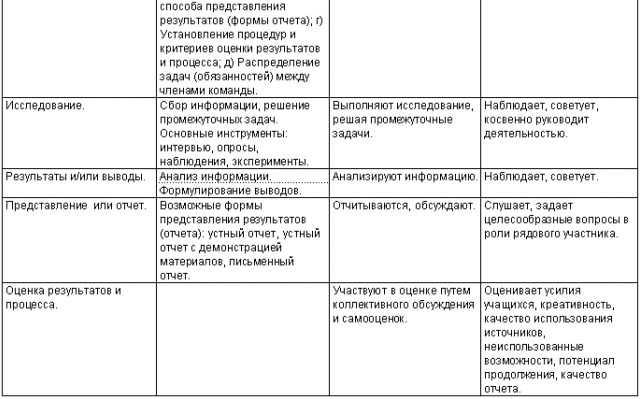 способа представления
результатов (формы отчета); г)
Установление процедур и
критериев оценки результатов
и процесса; д) Распределение
задач (обязанностей) между
членами команды.
Исследование.
Сбор информации, решение
промежуточных задач.
Основные инструменты:
интервью, опросы,
наблюдения, эксперименты.
Выполняют исследование,
решая промежуточные
задачи.
Наблюдает, советует,
косвенно руководит
деятельностью.
Результаты и/или выводы.
Анализ информации.
Формулирование выводов.
Анализируют информацию.
Наблюдает, советует.
Представление или отчет.
Возможные формы
представления результатов
(отчета): устный отчет, устный
отчет с демонстрацией
материалов, письменный
отчет.
Отчитываются, обсуждают.
Слушает, задает
целесообразные вопросы в
роли рядового участника.
Оценка результатов и
процесса.
Участвуют в оценке путем
коллективного обсуждения
и самооценок.
Оценивает усилия
учащихся, креативность,
качество использования
источников,
неиспользованные
возможности, потенциал
продолжения, качество
отчета.